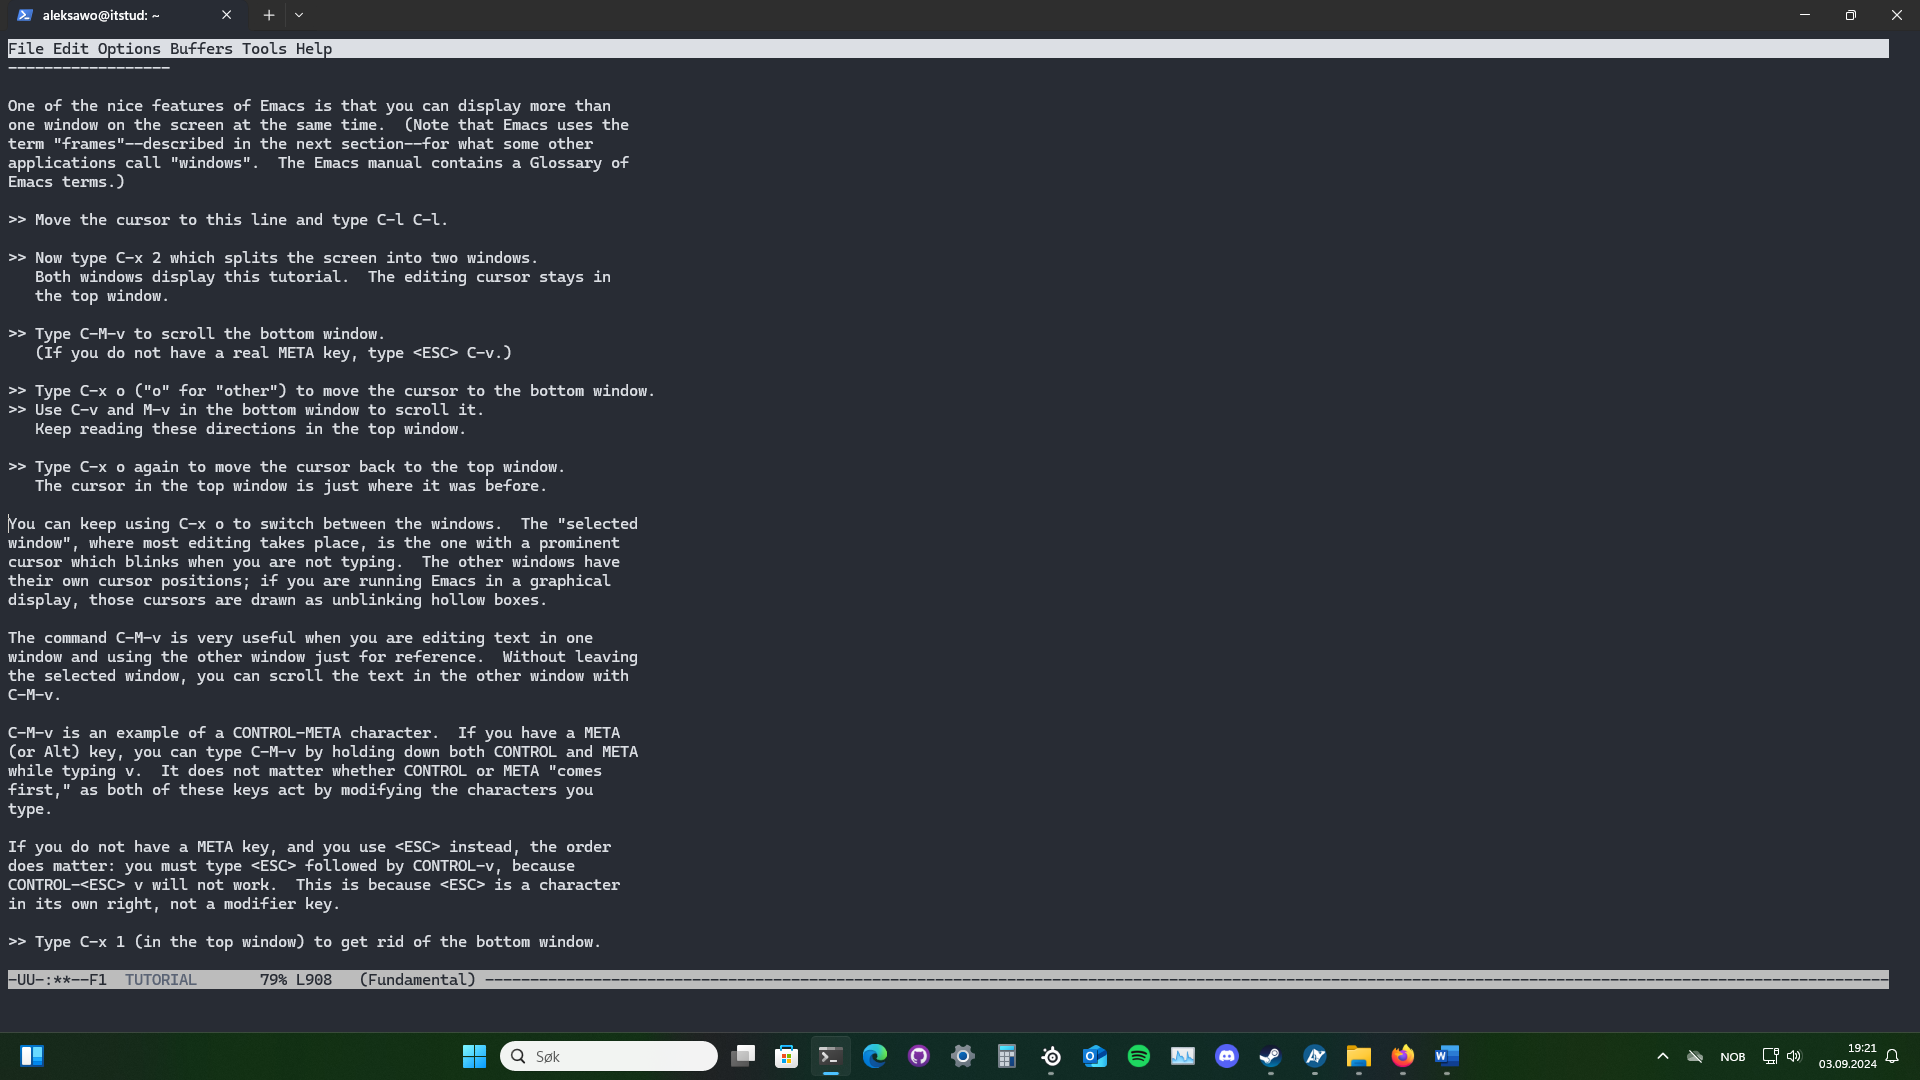 aleksawo@itstud: ~
File Edit Options Buffers Tools Help
------------------
One of the nice features of Emacs is that you can display more than
one window on the screen at the same time.  (Note that Emacs uses the
term "frames"--described in the next section--for what some other
applications call "windows".  The Emacs manual contains a Glossary of
Emacs terms.)
>> Move the cursor to this line and type C-l C-l.
>> Now type C-x 2 which splits the screen into two windows.
   Both windows display this tutorial.  The editing cursor stays in
   the top window.
>> Type C-M-v to scroll the bottom window.
   (If you do not have a real META key, type <ESC> C-v.)
>> Type C-x o ("o" for "other") to move the cursor to the bottom window.
>> Use C-v and M-v in the bottom window to scroll it.
   Keep reading these directions in the top window.
>> Type C-x o again to move the cursor back to the top window.
   The cursor in the top window is just where it was before.
You can keep using C-x o to switch between the windows.  The "selected
window", where most editing takes place, is the one with a prominent
cursor which blinks when you are not typing.  The other windows have
their own cursor positions; if you are running Emacs in a graphical
display, those cursors are drawn as unblinking hollow boxes.
The command C-M-v is very useful when you are editing text in one
window and using the other window just for reference.  Without leaving
the selected window, you can scroll the text in the other window with
C-M-v.
C-M-v is an example of a CONTROL-META character.  If you have a META
(or Alt) key, you can type C-M-v by holding down both CONTROL and META
while typing v.  It does not matter whether CONTROL or META "comes
first," as both of these keys act by modifying the characters you
type.
If you do not have a META key, and you use <ESC> instead, the order
does matter: you must type <ESC> followed by CONTROL-v, because
CONTROL-<ESC> v will not work.  This is because <ESC> is a character
in its own right, not a modifier key.
>> Type C-x 1 (in the top window) to get rid of the bottom window.
-UU-:**--F1  TUTORIAL       79% L908   (Fundamental) ------------------------------------------------------------------------------------------------------------------------------------------------------------
Søk
NOB
19:21
03.09.2024